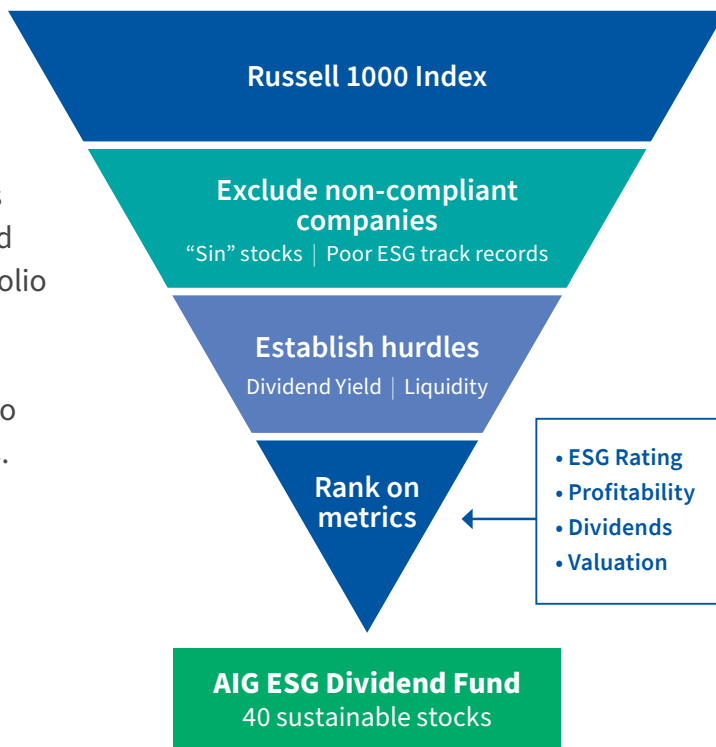 Russell 1000 Index
Exclude non-compliant
companies
“Sin” stocks | Poor ESG track records
olio
Establish hurdles
Dividend Yield | Liquidity
Rank on
metrics
• ESG Rating
• Profitability
• Dividends
• Valuation
AIG ESG Dividend Fund
40 sustainable stocks